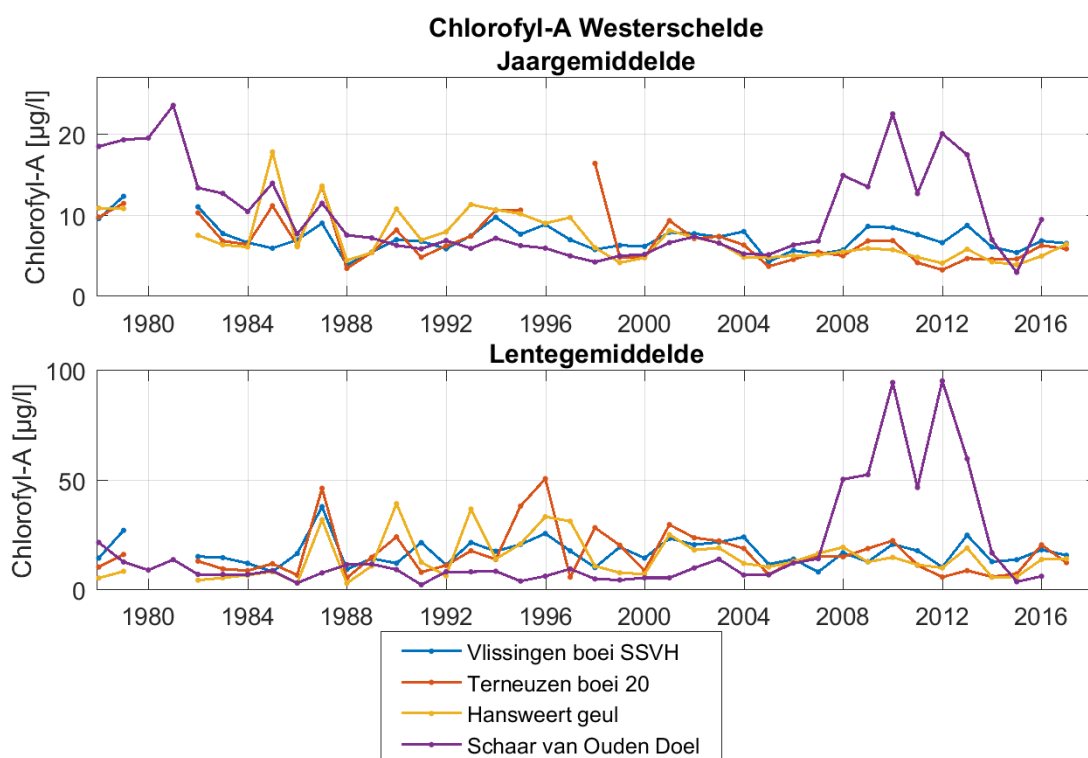 Chlorofyl-A Westerschelde
Jaargemiddelde
Chlorofyl-A [µg/l]
20
10
0
1980 1984 1988 1992 1996 2000 2004 2008 2012 2016
Lentegemiddelde
Chlorofyl-A [µg/l]
100
50
0
1980 1984 1988 1992 1996 2000 2004 2008 2012 2016
Vlissingen boei SSVH
Terneuzen boei 20
Hansweert geul
Schaar van Ouden Doel